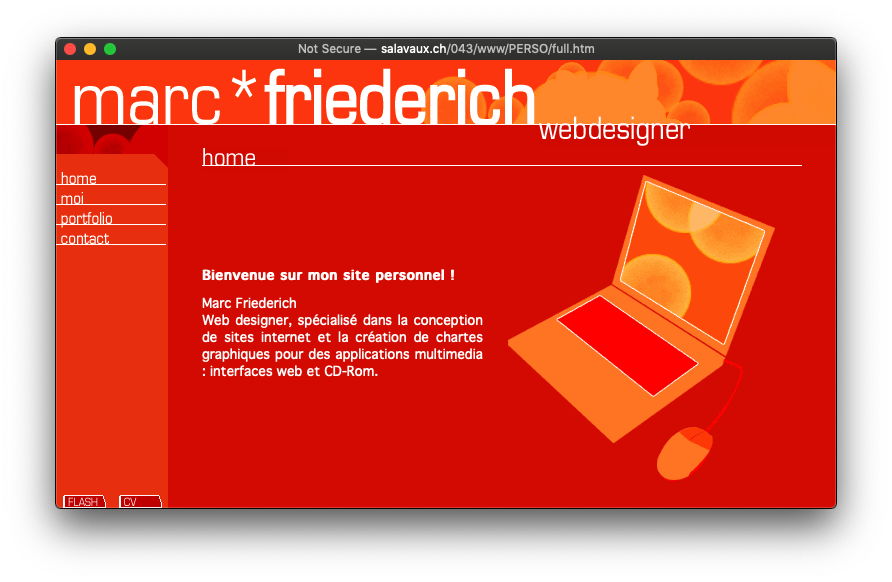 Not Secure — salavaux.ch/043/www/PERSO/full.htm
marc*friederich
webdesigner
home
home
moi
portfolio
contact
Bienvenue sur mon site personnel !
Marc Friederich
Web designer, spécialisé dans la conception
de sites internet et la création de chartes
graphiques pour des applications multimedia
: interfaces web et CD-Rom.
FLASH
CV